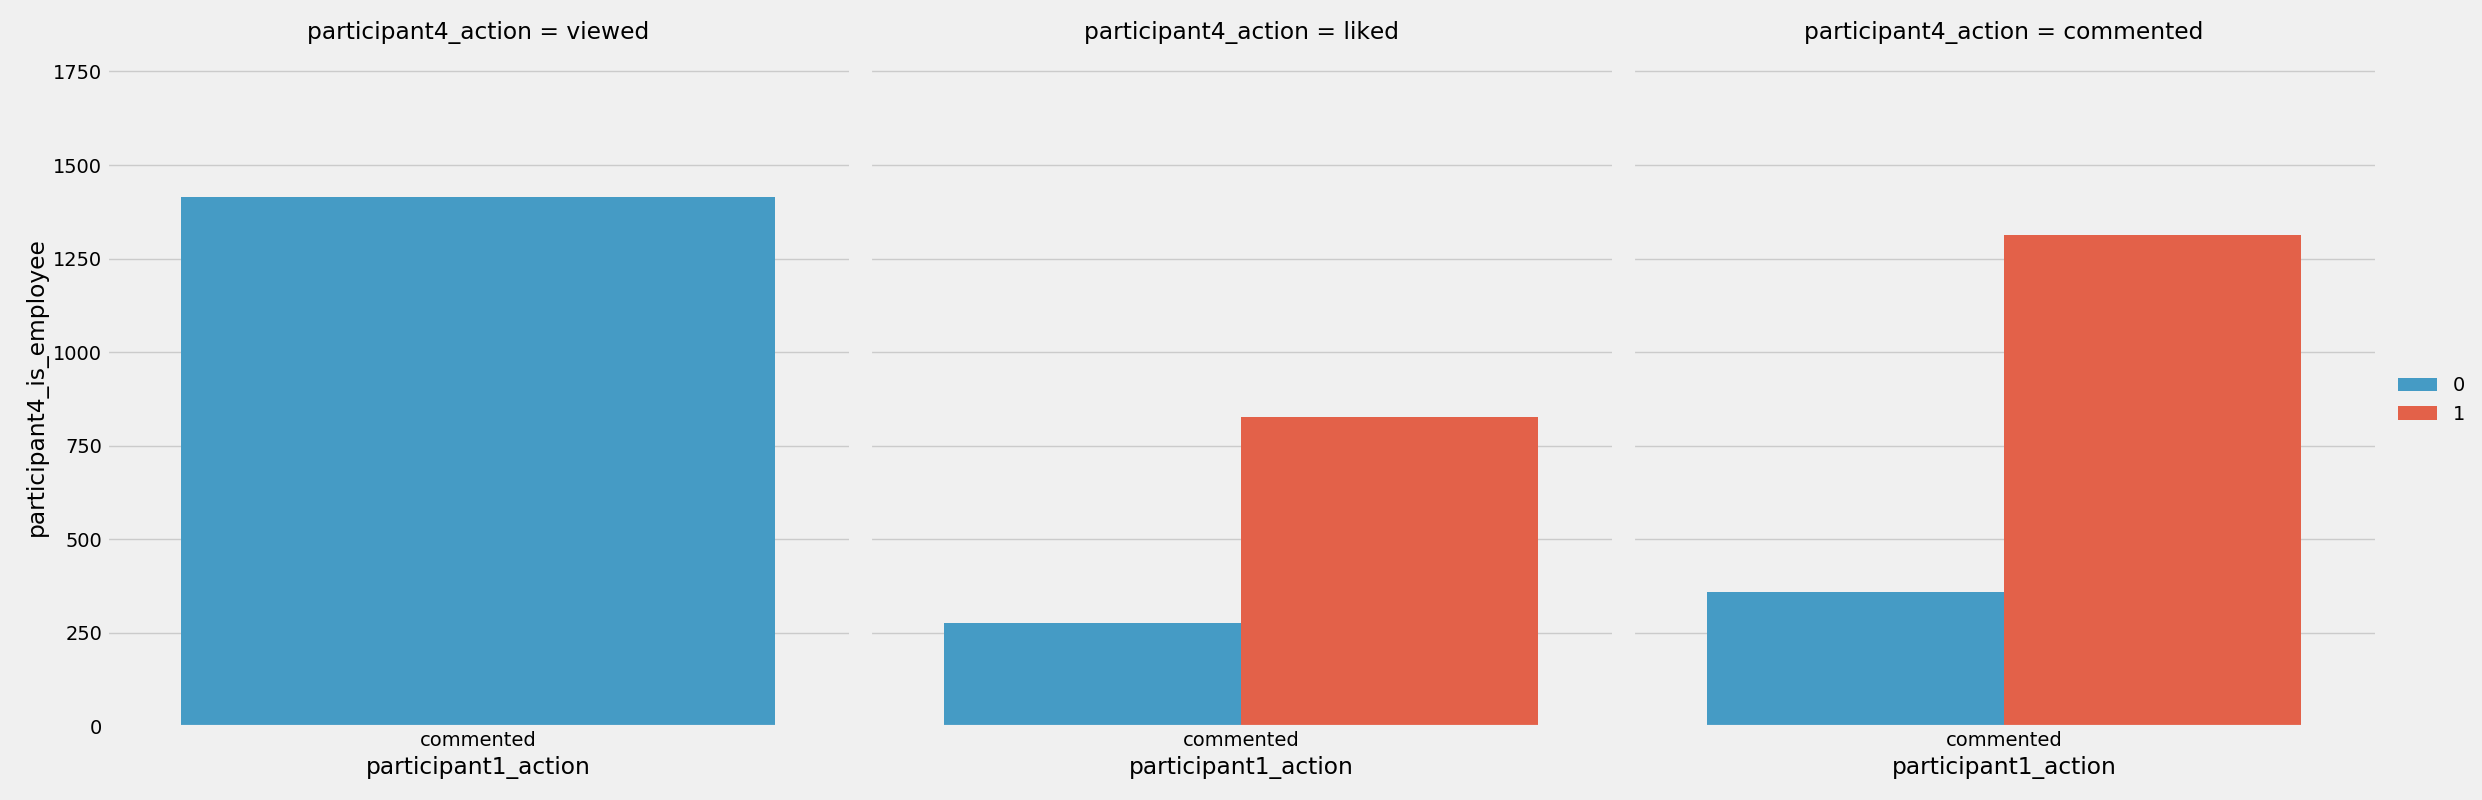 participant4_action = viewed
participant4_action = liked
participant4_action = commented
participant4_is_employee
1750
1500
1250
1000
750
500
250
0
commented
commented
commented
participant1_action
participant1_action
participant1_action
0
1